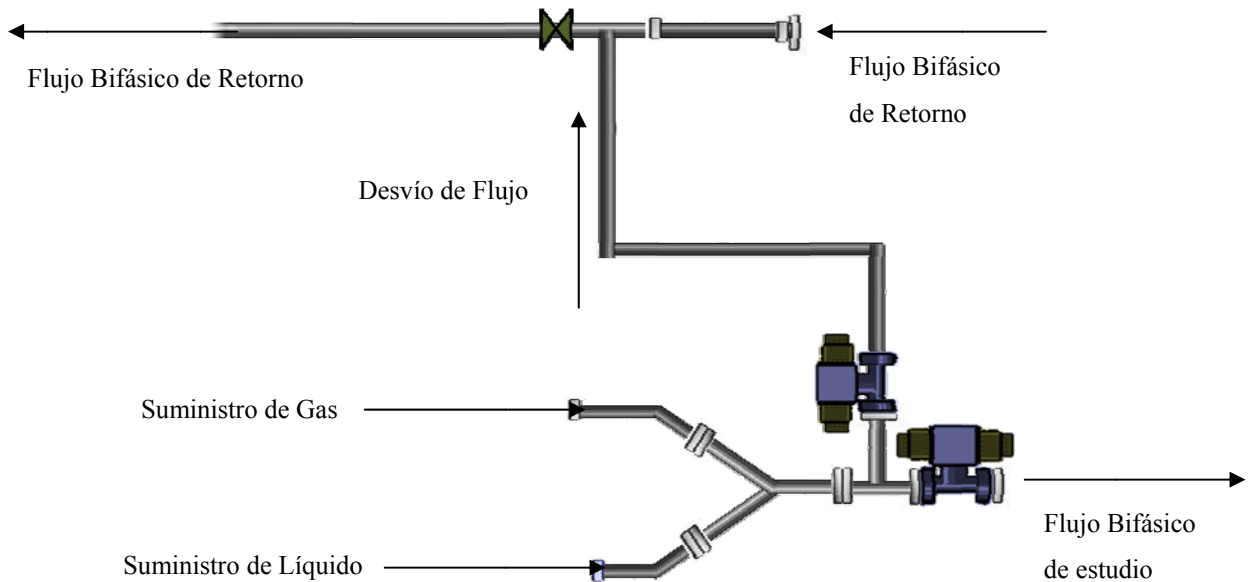 Flujo Bifásico de Retorno
Flujo Bifásico
de Retorno
Desvío de Flujo
Suministro de Gas
Suministro de Líquido
Flujo Bifásico
de estudio